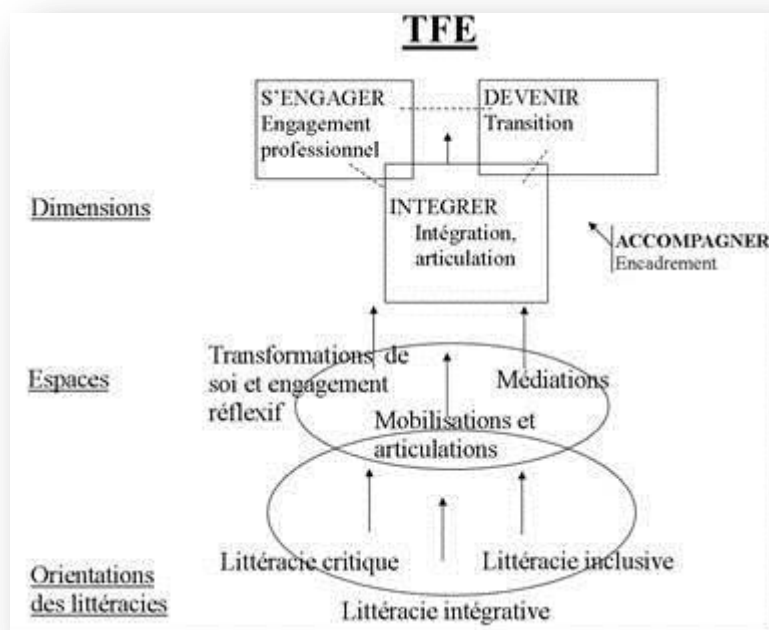 TFE
S'ENGAGER
Engagement
professionnel
DEVENIR
Transition
Dimensions
INTEGRER
Intégration,
articulation
ACCOMPAGNER
Encadrement
Espaces
Transformations de
soi et engagement
réflexif
Médiations
Mobilisations et
articulations
Orientations
des littéracies
Littéracie critique
Littéracie inclusive
Littéracie intégrative